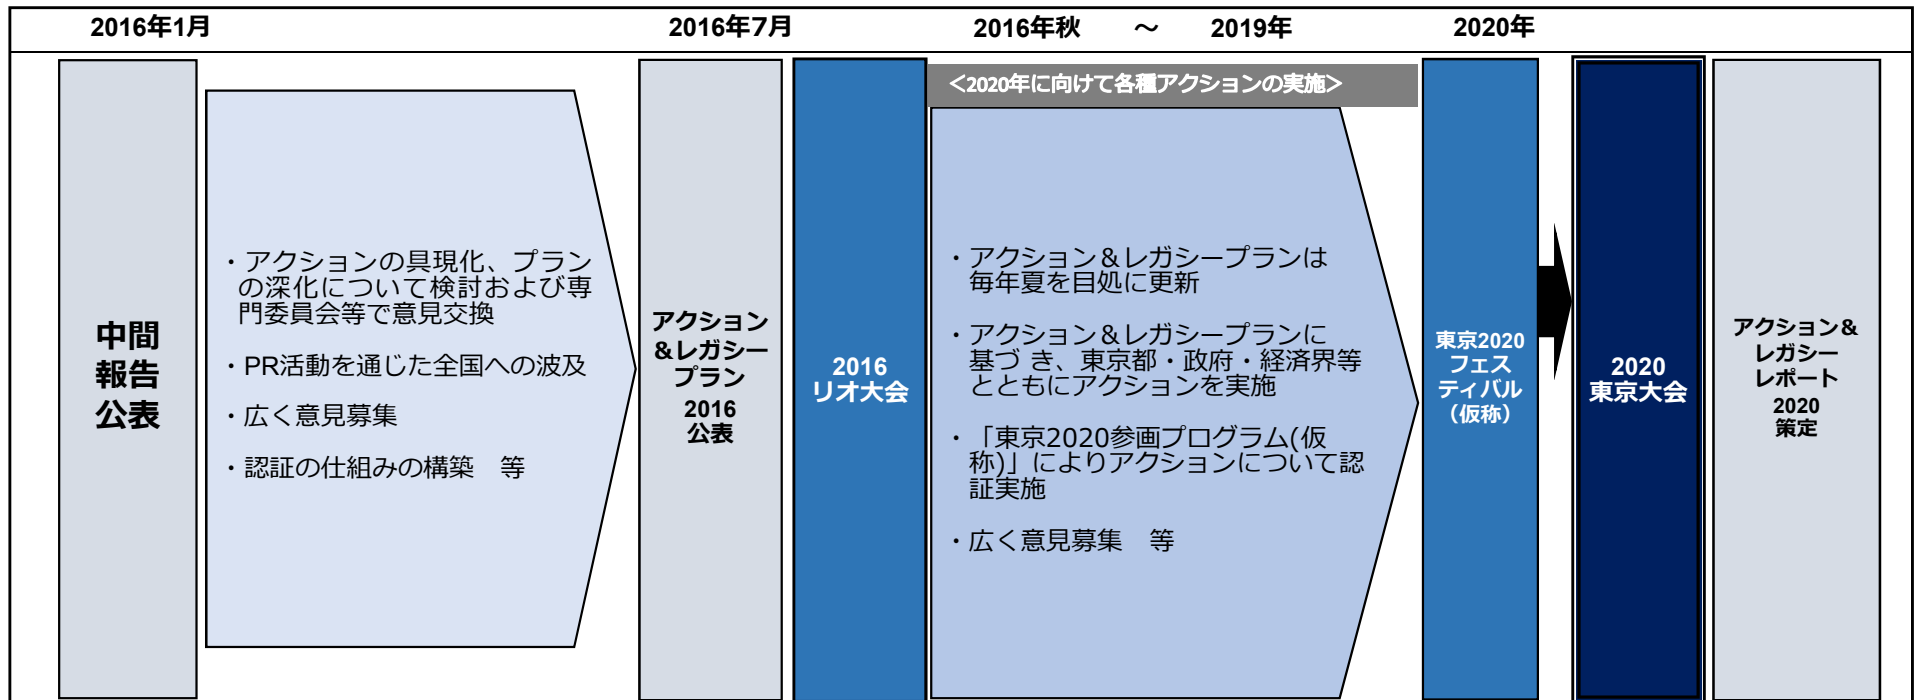 2016年1月
2016年7月
2016年秋　～　2019年
2020年
中間
報告
公表
・アクションの具現化、プラン
の深化について検討および専
門委員会等で意見交換
・PR活動を通じた全国への波及
・広く意見募集
・認証の仕組みの構築　等
アクション
&レガシー
プラン
2016
公表
2016
リオ大会
＜2020年に向けて各種アクションの実施＞
・アクション＆レガシープランは
毎年夏を目処に更新
・アクション＆レガシープランに
基づ き、東京都・政府・経済界等
とともにアクションを実施
・「東京2020参画プログラム(仮
称)」によりアクションについて認
証実施
・広く意見募集　等
東京2020
フェス
ティバル
（仮称）
2020
東京大会
アクション＆
レガシー
レポート
2020
策定